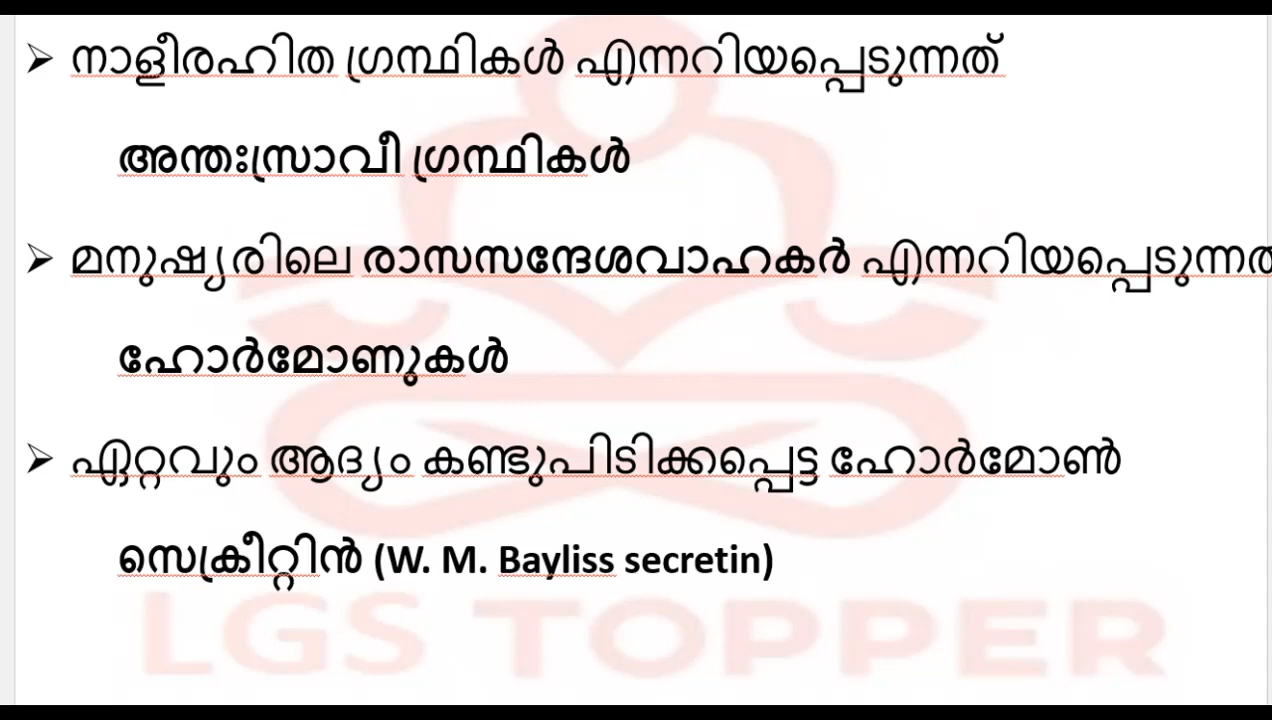 ➢ നാളീരഹിത ഗ്രന്ഥികൾ എന്നറിയപ്പെടുന്നത്
അന്തഃസ്രാവീ ഗ്രന്ഥികൾ
➢ മനുഷ്യരിലെ രാസസന്ദേശവാഹകർ എന്നറിയപ്പെടുന്നത
ഹോർമോണുകൾ
➢ ഏറ്റവും ആദ്യം കണ്ടുപിടിക്കപ്പെട്ട ഹോർമോൺ
സെക്രീറ്റിൻ (W. M. Bayliss secretin)
LGS TOPPER